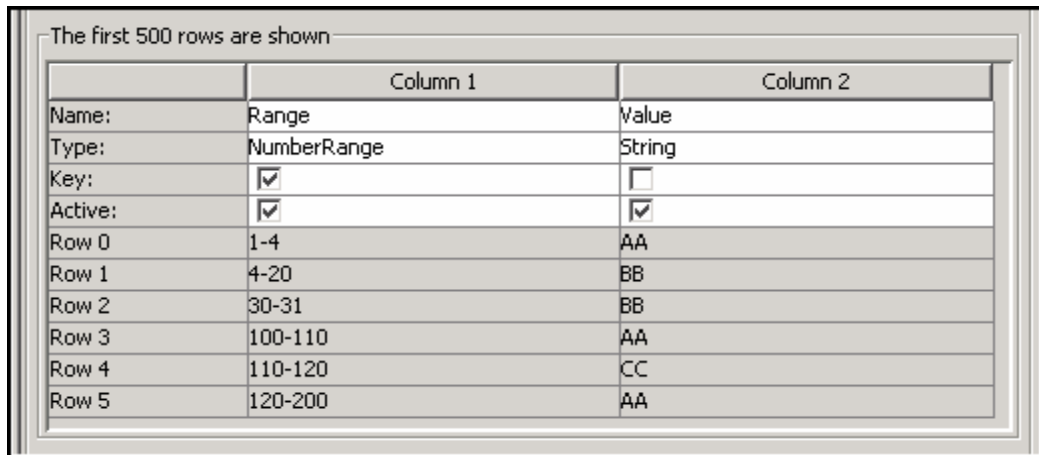 The first 500 rows are shown
Column 1 Column 2
Name: Range Value
Type: NumberRange String
Key:
Active:
Row 0 1-4 AA
Row 1 4-20 BB
Row 2 30-31 BB
Row 3 100-110 AA
Row 4 110-120 CC
Row 5 120-200 AA